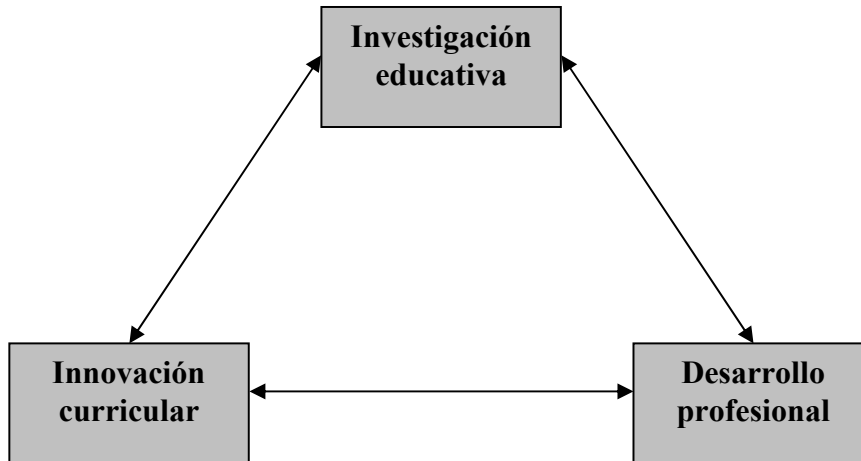 Investigación
educativa
Innovación
curricular
Desarrollo
profesional